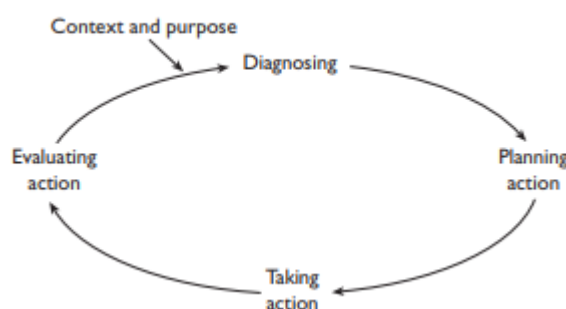 Context and purpose
Diagnosing
Evaluating
action
Planning
action
Taking
action